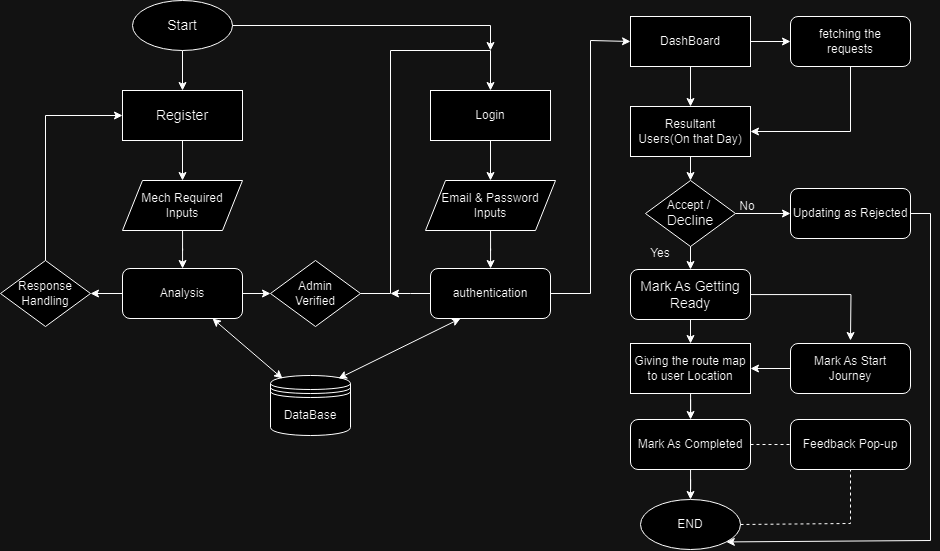 Start
Register
Mech Required
Inputs
Analysis
Response
Handling
Admin
Verified
DataBase
Login
Email & Password
Inputs
authentication
DashBoard
fetching the
requests
Resultant
Users(On that Day)
Accept /
Decline
No
Updating as Rejected
Yes
Mark As Getting
Ready
Giving the route map
to user Location
Mark As Start
Journey
Mark As Completed
Feedback Pop-up
END